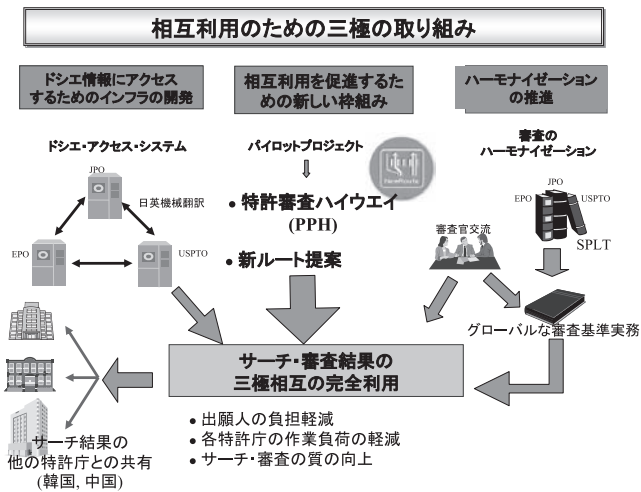 相互利用のための三極の取り組み
ドシエ情報にアクセス
するためのインフラの開発
相互利用を促進するた
めの新しい枠組み
ハーモナイゼーション
の推進
ドシエ・アクセス・システム
JPO
日英機械翻訳
EPO
USPTO
パイロットプロジェクト
NewRoute
• 特許審査ハイウエイ
(PPH)
• 新ルート提案
審査の
ハーモナイゼーション
JPO
EPO
USPTO
SPLT
審査官交流
グローバルな審査基準実務
サーチ・審査結果の
三極相互の完全利用
• 出願人の負担軽減
• 各特許庁の作業負荷の軽減
• サーチ・審査の質の向上
サーチ結果の
他の特許庁との共有
(韓国, 中国)